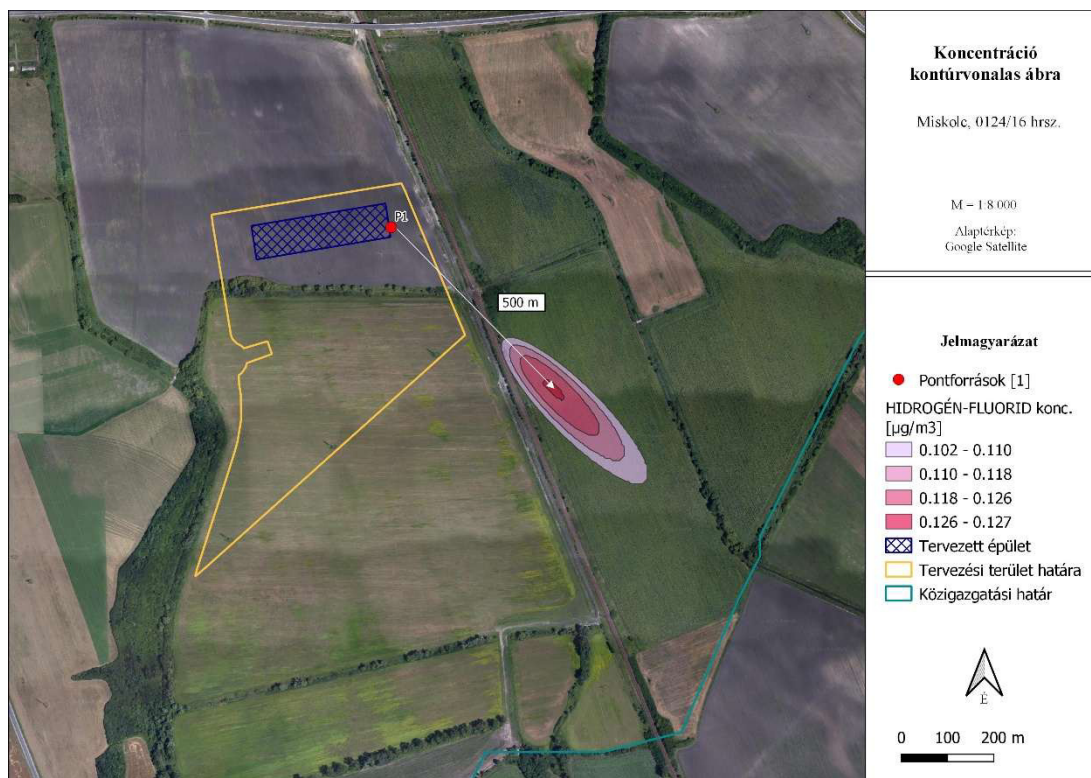 Koncentráció
kontúrvonalas ábra
Miskolc, 0124/16 hrsz.
M = 1:8 000
Alaptérkép:
Google Satellite
P1
500 m
Jelmagyarázat
Pontforrások [1]
HIDROGÉN-FLUORID konc.
[µg/m3]
0.102 - 0.110
0.110 - 0.118
0.118 - 0.126
0.126 - 0.127
Tervezett épület
Tervezési terület határa
Közigazgatási határ
É
0 100 200 m